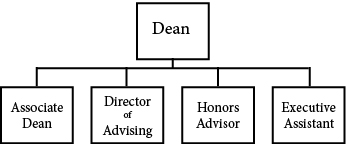 Dean
Associate
Dean
Director
of
Advising
Honors
Advisor
Executive
Assistant